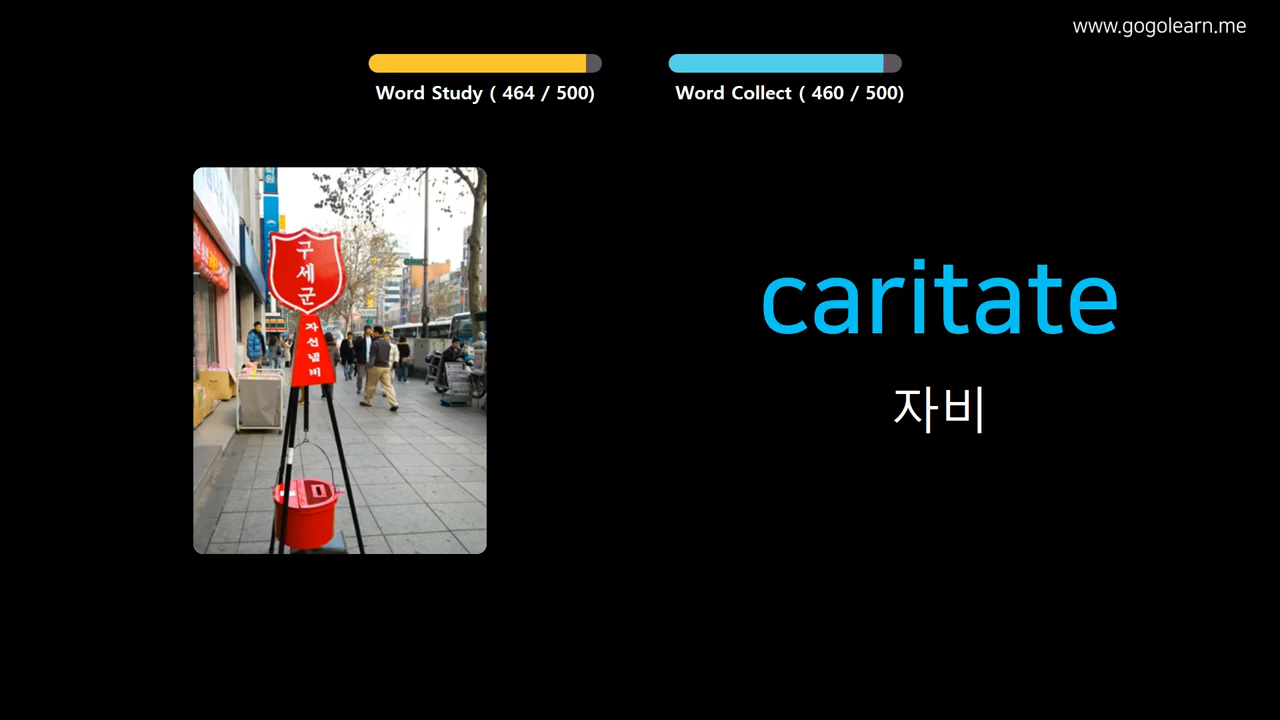 www.gogolearn.me
Word Study ( 464 / 500)
Word Collect ( 460 / 500)
구
세
군
자
선
냄
비
caritate
자비